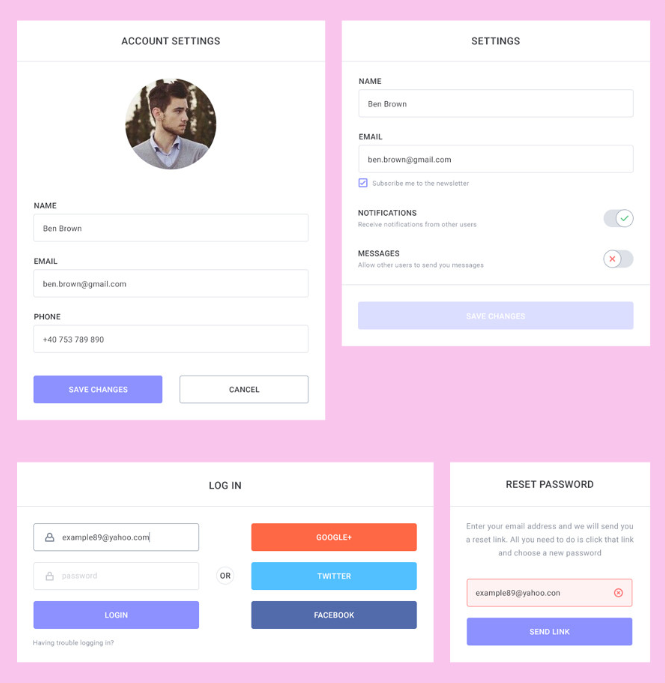 ACCOUNT SETTINGS
NAME
Ben Brown
EMAIL
ben.brown@gmail.com
PHONE
+40 753 789 890
SAVE CHANGES
CANCEL
SETTINGS
NAME
Ben Brown
EMAIL
ben.brown@gmail.com
Subscribe me to the newsletter
NOTIFICATIONS
Receive notifications from other users
MESSAGES
Allow other users to send you messages
SAVE CHANGES
LOG IN
example89@yahoo.com
password
LOGIN
Having trouble logging in?
OR
GOOGLE+
TWITTER
FACEBOOK
RESET PASSWORD
Enter your email address and we will send you
a reset link. All you need to do is click that link
and choose a new password
example89@yahoo.con
SEND LINK